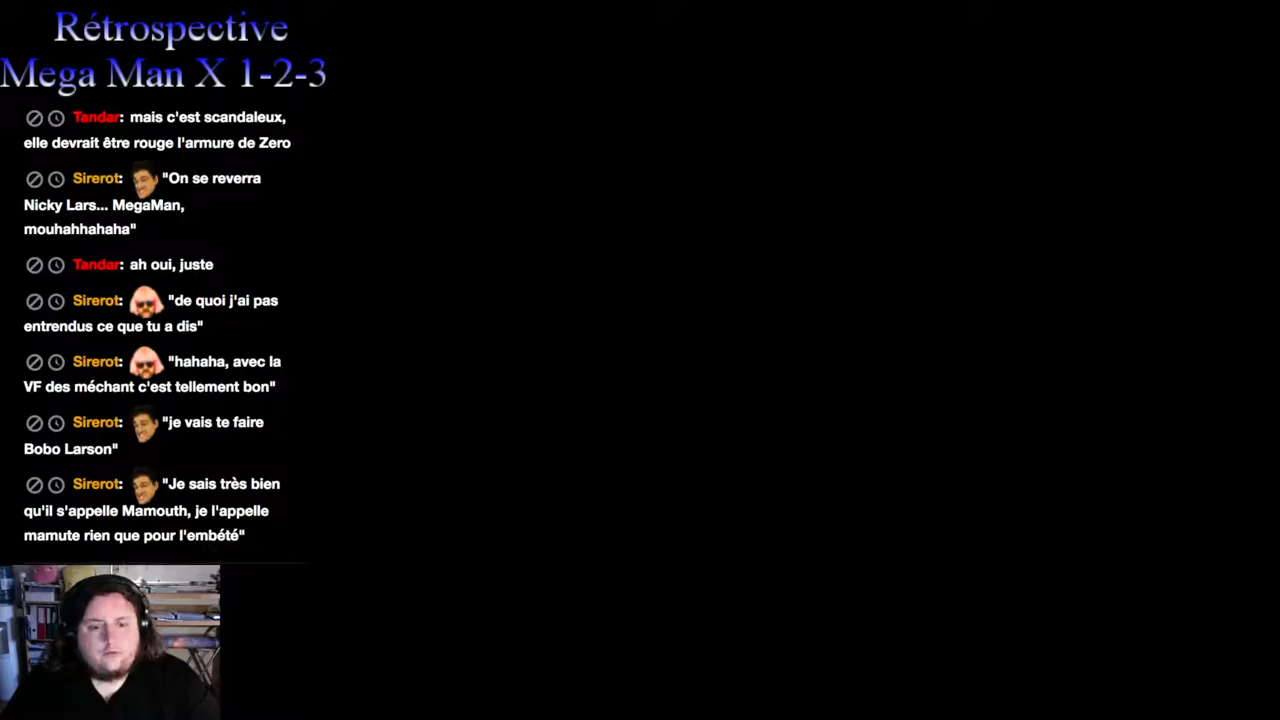 Rétrospective
Mega Man X 1-2-3
Tandar: mais c'est scandaleux,
elle devrait être rouge l'armure de Zero
Sirerot: "On se reverra
Nicky Lars... MegaMan,
mouhahhahaha"
Tandar: ah oui, juste
Sirerot: "de quoi j'ai pas
entrendus ce que tu a dis"
Sirerot: "hahaha, avec la
VF des méchant c'est tellement bon"
Sirerot: "je vais te faire
Bobo Larson"
Sirerot: "Je sais très bien
qu'il s'appelle Mamouth, je l'appelle
mamute rien que pour l'embété"